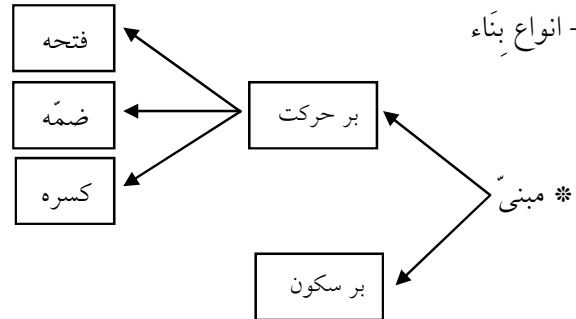 - انواع بِنَاء
* مبنیّ
بر حرکت
فتحه
ضمّه
کسره
بر سکون